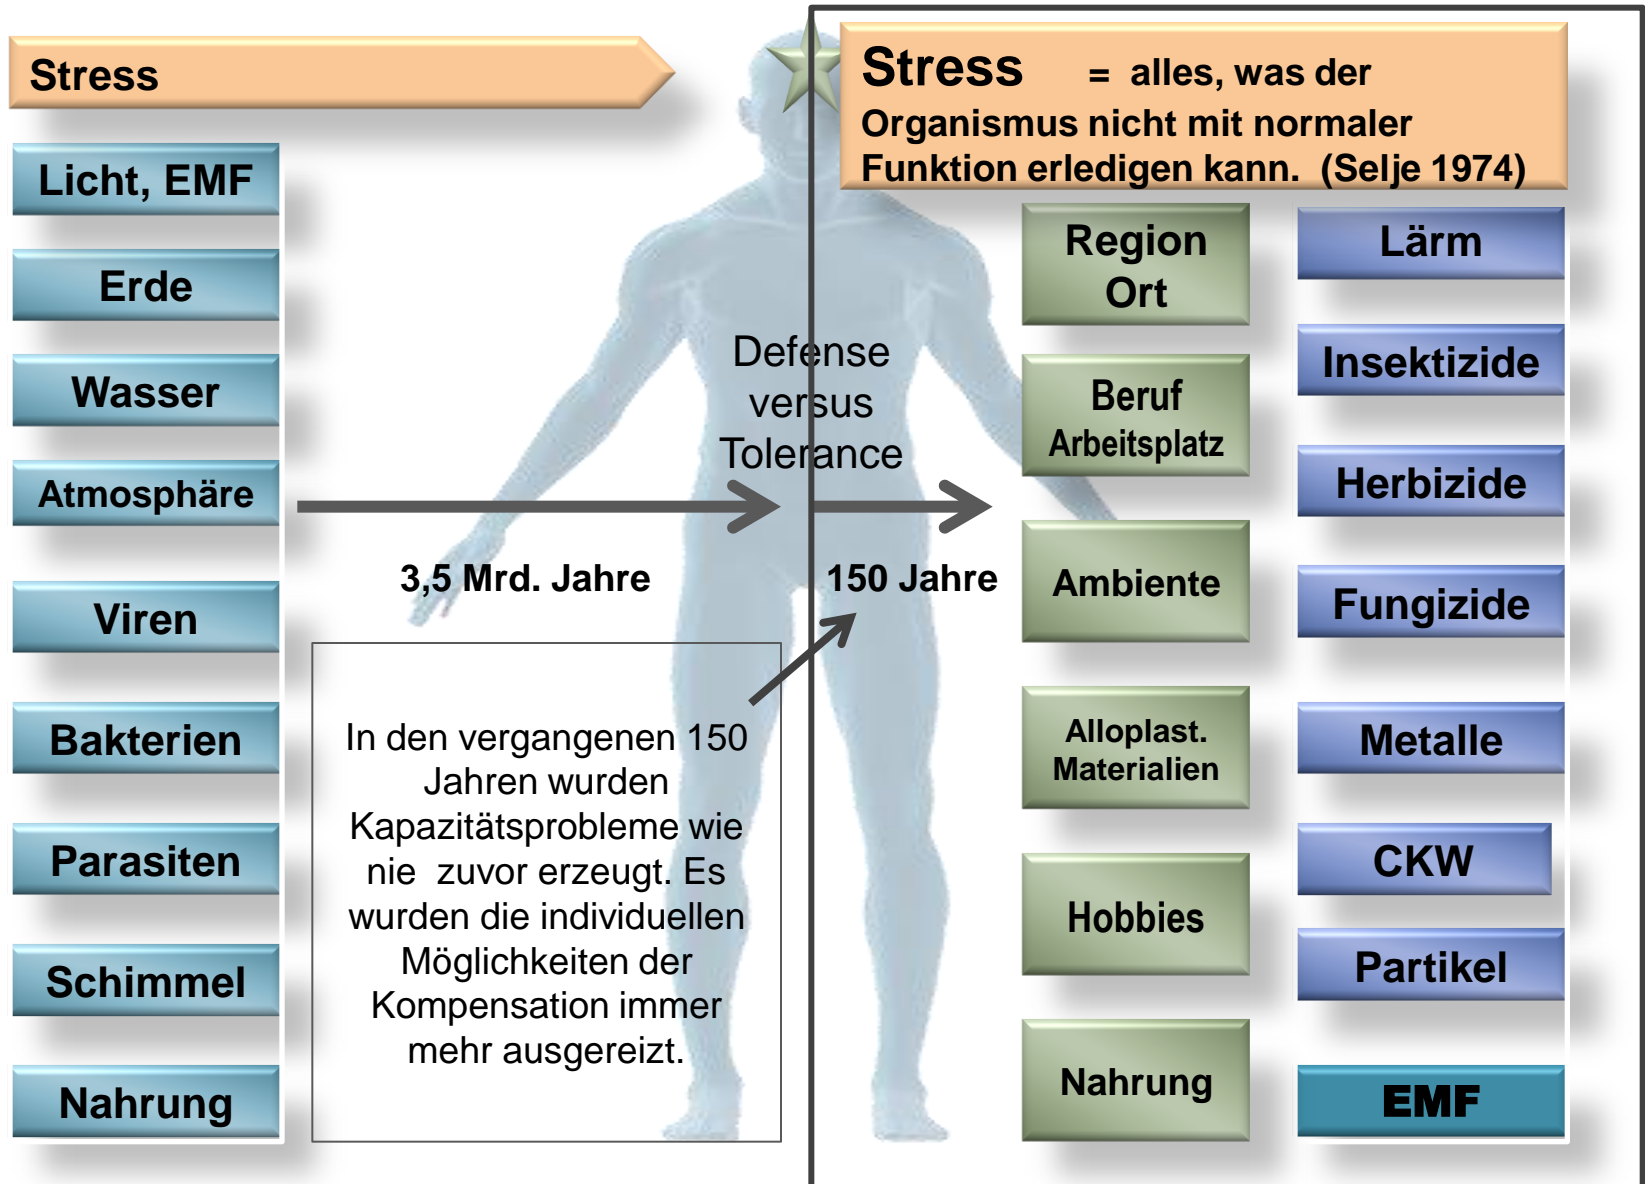 Stress
Licht, EMF
Erde
Wasser
Atmosphäre
Viren
Bakterien
Parasiten
Schimmel
Nahrung
3,5 Mrd. Jahre
In den vergangenen 150
Jahren wurden
Kapazitätsprobleme wie
nie zuvor erzeugt. Es
wurden die individuellen
Möglichkeiten der
Kompensation immer
mehr ausgereizt.
Defense
versus
Tolerance
150 Jahre
Stress = alles, was der
Organismus nicht mit normaler
Funktion erledigen kann. (Selje 1974)
Region
Ort
Beruf
Arbeitsplatz
Ambiente
Alloplast.
Materialien
Hobbies
Nahrung
Lärm
Insektizide
Herbizide
Fungizide
Metalle
CKW
Partikel
EMF